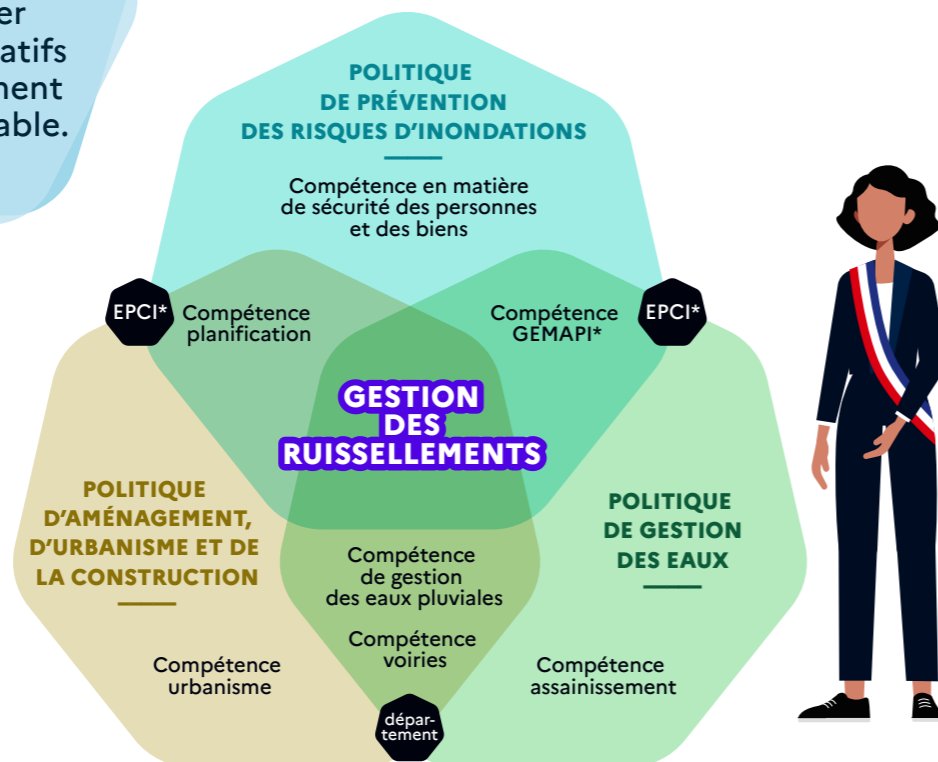 er
atifs
ment
able.
POLITIQUE
DE PRÉVENTION
DES RISQUES D'INONDATIONS
Compétence en matière
de sécurité des personnes
et des biens
EPCI*
Compétence
planification
Compétence
GEMAPI*
EPCI*
GESTION
DES
RUISSELLEMENTS
POLITIQUE
D'AMÉNAGEMENT,
D'URBANISME ET DE
LA CONSTRUCTION
POLITIQUE
DE GESTION
DES EAUX
Compétence
de gestion
des eaux pluviales
Compétence
voiries
Compétence
urbanisme
Compétence
assainissement
dépar-
tement